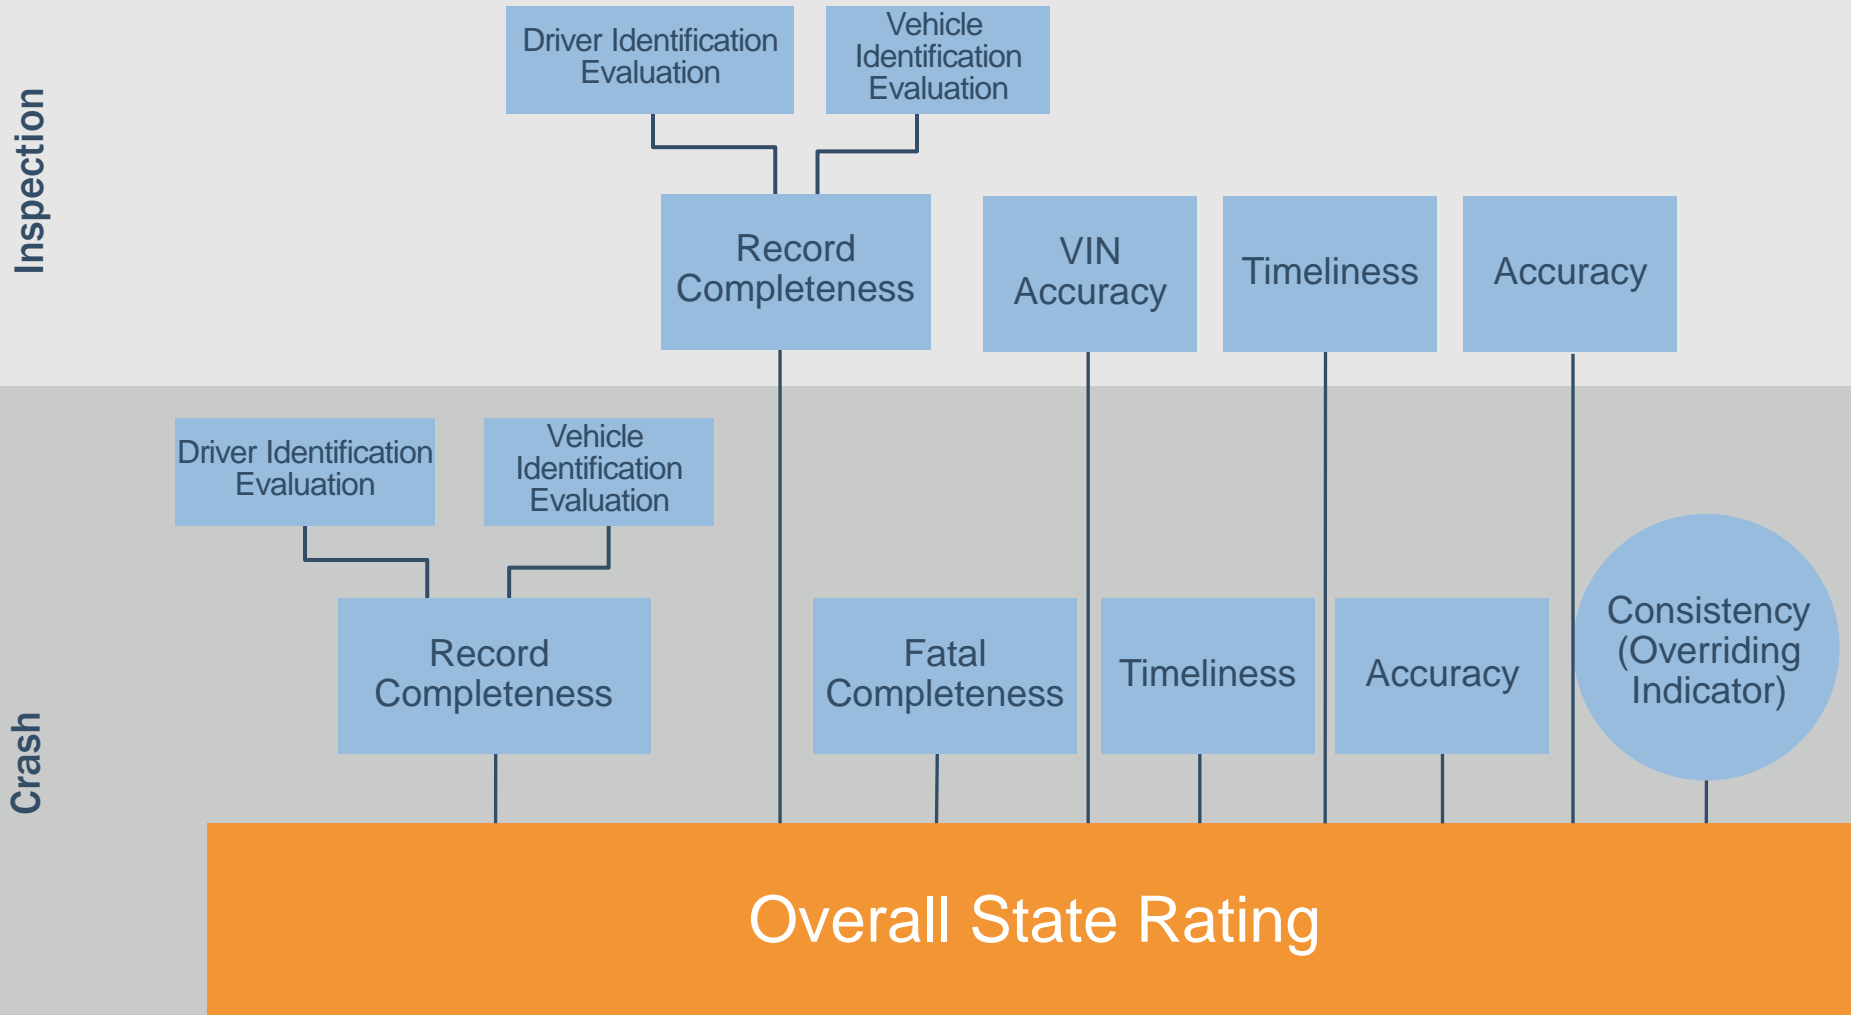 Inspection
Driver Identification
Evaluation
Vehicle
Identification
Evaluation
Record
Completeness
VIN
Accuracy
Timeliness
Accuracy
Crash
Driver Identification
Evaluation
Vehicle
Identification
Evaluation
Record
Completeness
Fatal
Completeness
Timeliness
Accuracy
Consistency
(Overriding
Indicator)
Overall State Rating